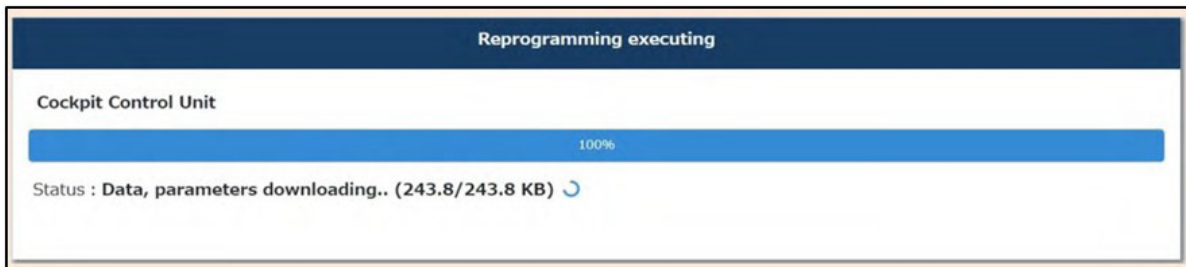 Reprogramming executing
Cockpit Control Unit
100%
Status : Data, parameters downloading.. (243.8/243.8 KB)